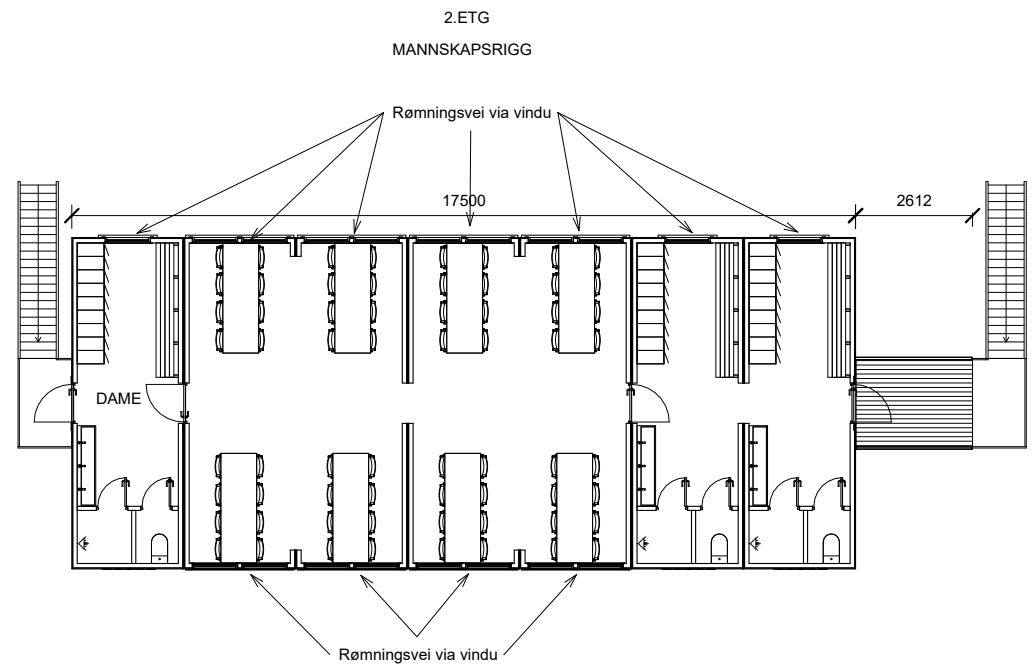 2.ETG
MANNSKAPSRIGG
Rømningsvei via vindu
17500
2612
DAME
Rømningsvei via vindu